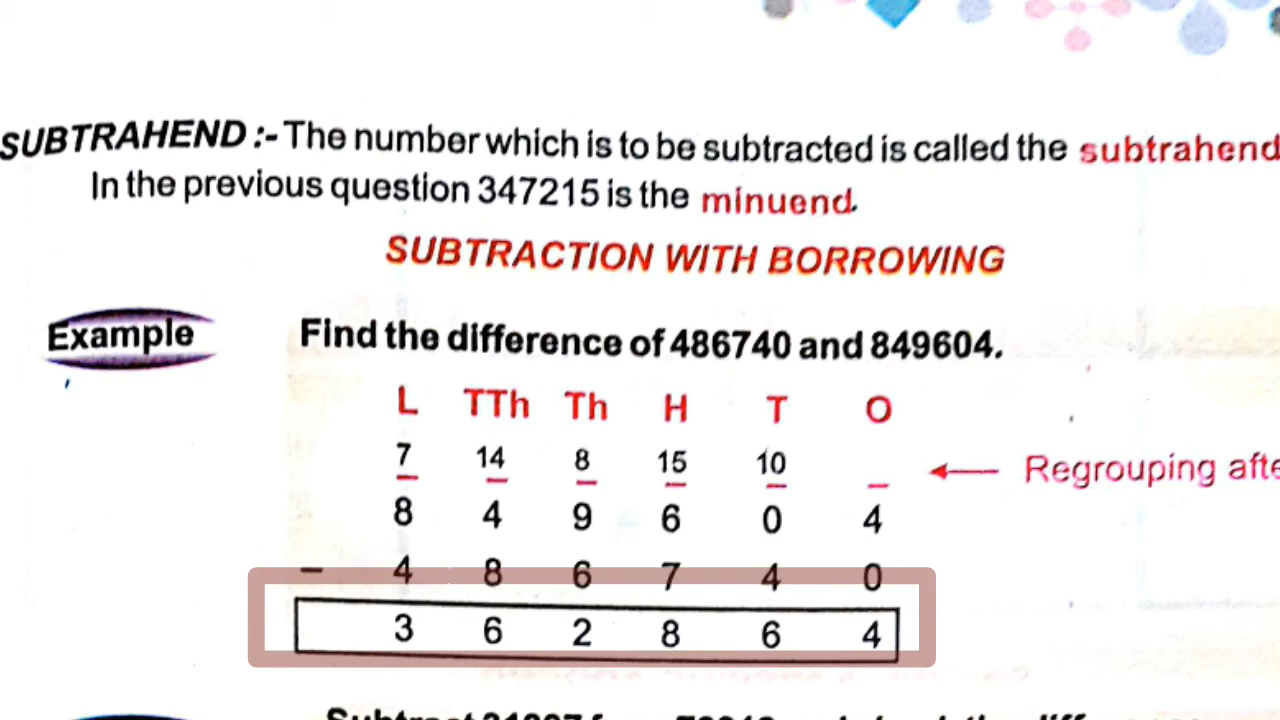 SUBTRAHEND :- The number which is to be subtracted is called the subtrahend
In the previous question 347215 is the minuend.
SUBTRACTION WITH BORROWING
Example Find the difference of 486740 and 849604.
L TTh Th H T O
7 14 8 15 10 _ ← Regrouping afte
8 4 9 6 0 4
– 4 8 6 7 4 0
3 6 2 8 6 4